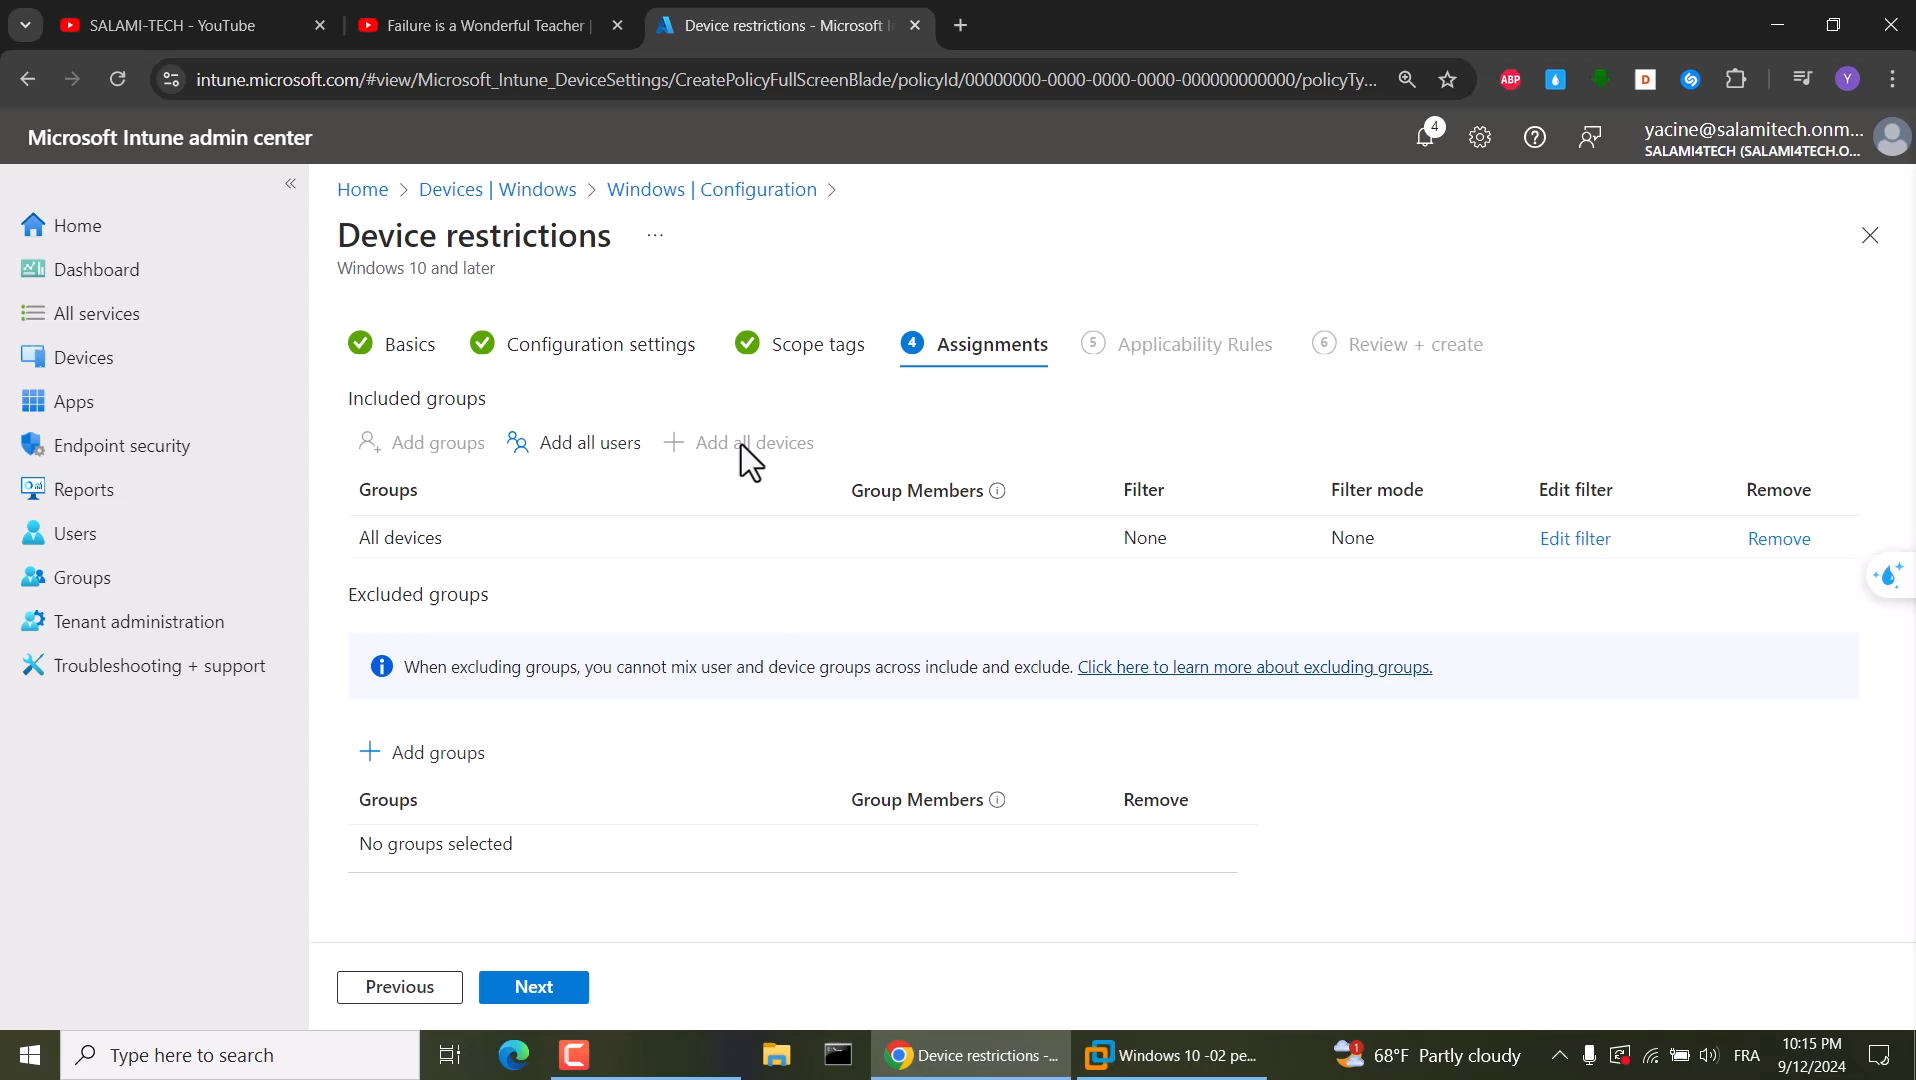 SALAMI-TECH - YouTube
Failure is a Wonderful Teacher |
Device restrictions - Microsoft I
intune.microsoft.com/#view/Microsoft_Intune_DeviceSettings/CreatePolicyFullScreenBlade/policyId/00000000-0000-0000-0000-000000000000/policyTy...
ABP
D
Y
Microsoft Intune admin center
4
yacine@salamitech.onm...
SALAMI4TECH (SALAMI4TECH.O...
Home
Dashboard
All services
Devices
Apps
Endpoint security
Reports
Users
Groups
Tenant administration
Troubleshooting + support
Home > Devices | Windows > Windows | Configuration >
Device restrictions ...
Windows 10 and later
Basics
Configuration settings
Scope tags
4 Assignments
5 Applicability Rules
6 Review + create
Included groups
Add groups
Add all users
Add all devices
Groups
Group Members
Filter
Filter mode
Edit filter
Remove
All devices
None
None
Edit filter
Remove
Excluded groups
When excluding groups, you cannot mix user and device groups across include and exclude. Click here to learn more about excluding groups.
Add groups
Groups
Group Members
Remove
No groups selected
Previous
Next
Type here to search
Device restrictions -...
Windows 10 -02 pe...
1
68°F Partly cloudy
FRA
10:15 PM
9/12/2024